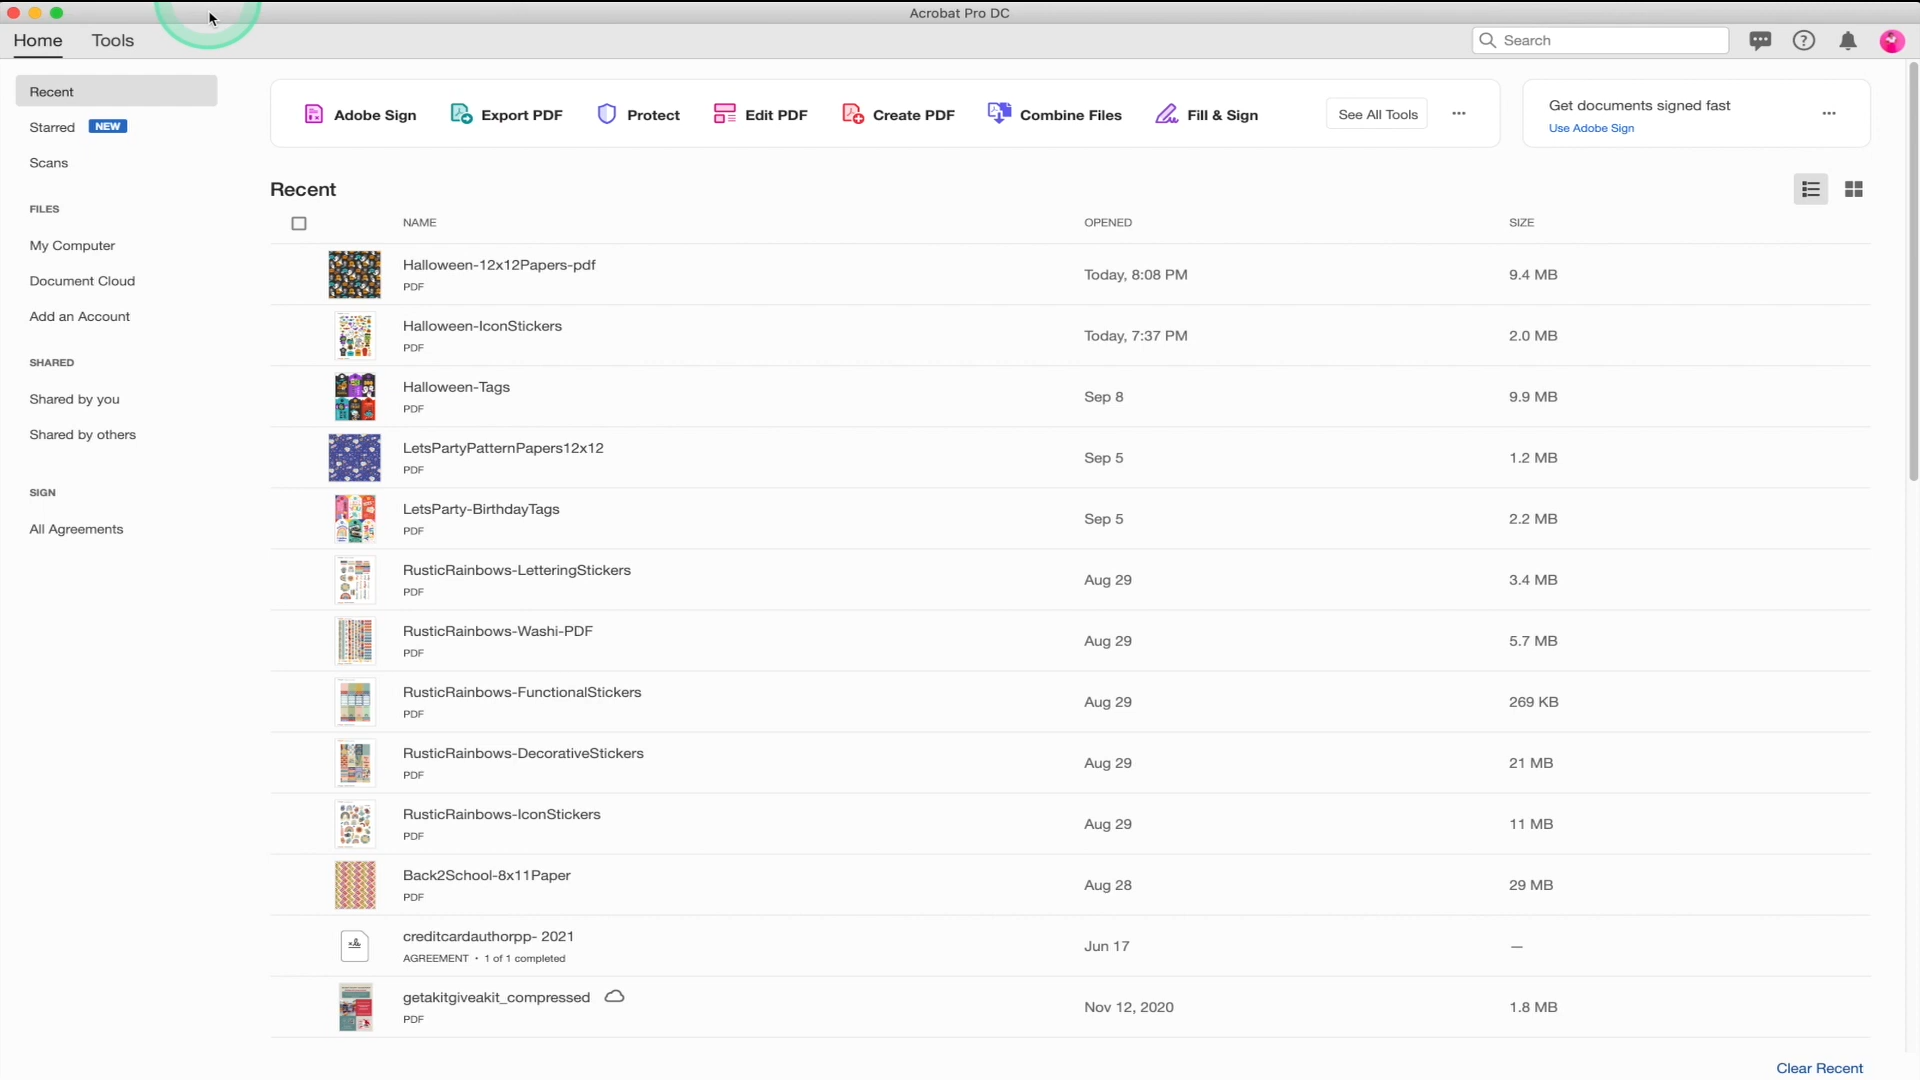 Acrobat Pro DC
Home
Tools
Search
Recent
Starred NEW
Scans
FILES
My Computer
Document Cloud
Add an Account
SHARED
Shared by you
Shared by others
SIGN
All Agreements
Adobe Sign
Export PDF
Protect
Edit PDF
Create PDF
Combine Files
Fill & Sign
See All Tools
Get documents signed fast
Use Adobe Sign
Recent
NAME OPENED SIZE
Halloween-12x12Papers-pdf Today, 8:08 PM 9.4 MB
PDF
Halloween-IconStickers Today, 7:37 PM 2.0 MB
PDF
Halloween-Tags Sep 8 9.9 MB
PDF
LetsPartyPatternPapers12x12 Sep 5 1.2 MB
PDF
LetsParty-BirthdayTags Sep 5 2.2 MB
PDF
RusticRainbows-LetteringStickers Aug 29 3.4 MB
PDF
RusticRainbows-Washi-PDF Aug 29 5.7 MB
PDF
RusticRainbows-FunctionalStickers Aug 29 269 KB
PDF
RusticRainbows-DecorativeStickers Aug 29 21 MB
PDF
RusticRainbows-IconStickers Aug 29 11 MB
PDF
Back2School-8x11Paper Aug 28 29 MB
PDF
creditcardauthorpp- 2021 Jun 17 —
AGREEMENT • 1 of 1 completed
getakitgiveakit_compressed Nov 12, 2020 1.8 MB
PDF
Clear Recent